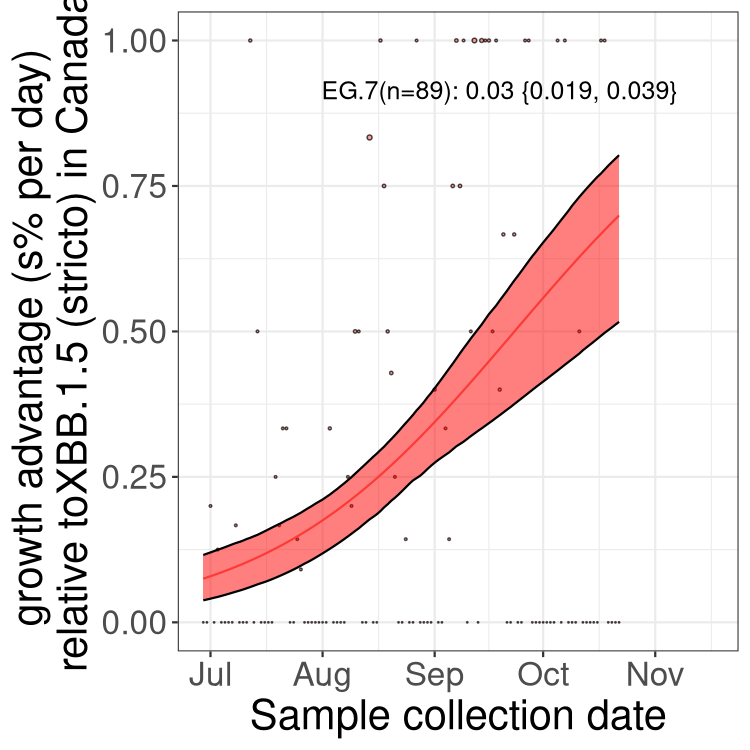 growth advantage (s% per day)
relative toXBB.1.5 (stricto) in Canada
1.00
0.75
0.50
0.25
0.00
EG.7(n=89): 0.03 {0.019, 0.039}
Jul Aug Sep Oct Nov
Sample collection date